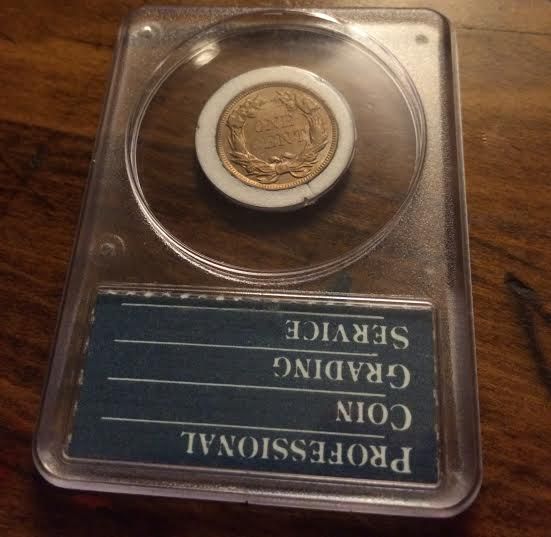 ONE
CENT
PROFESSIONAL
COIN
GRADING
SERVICE